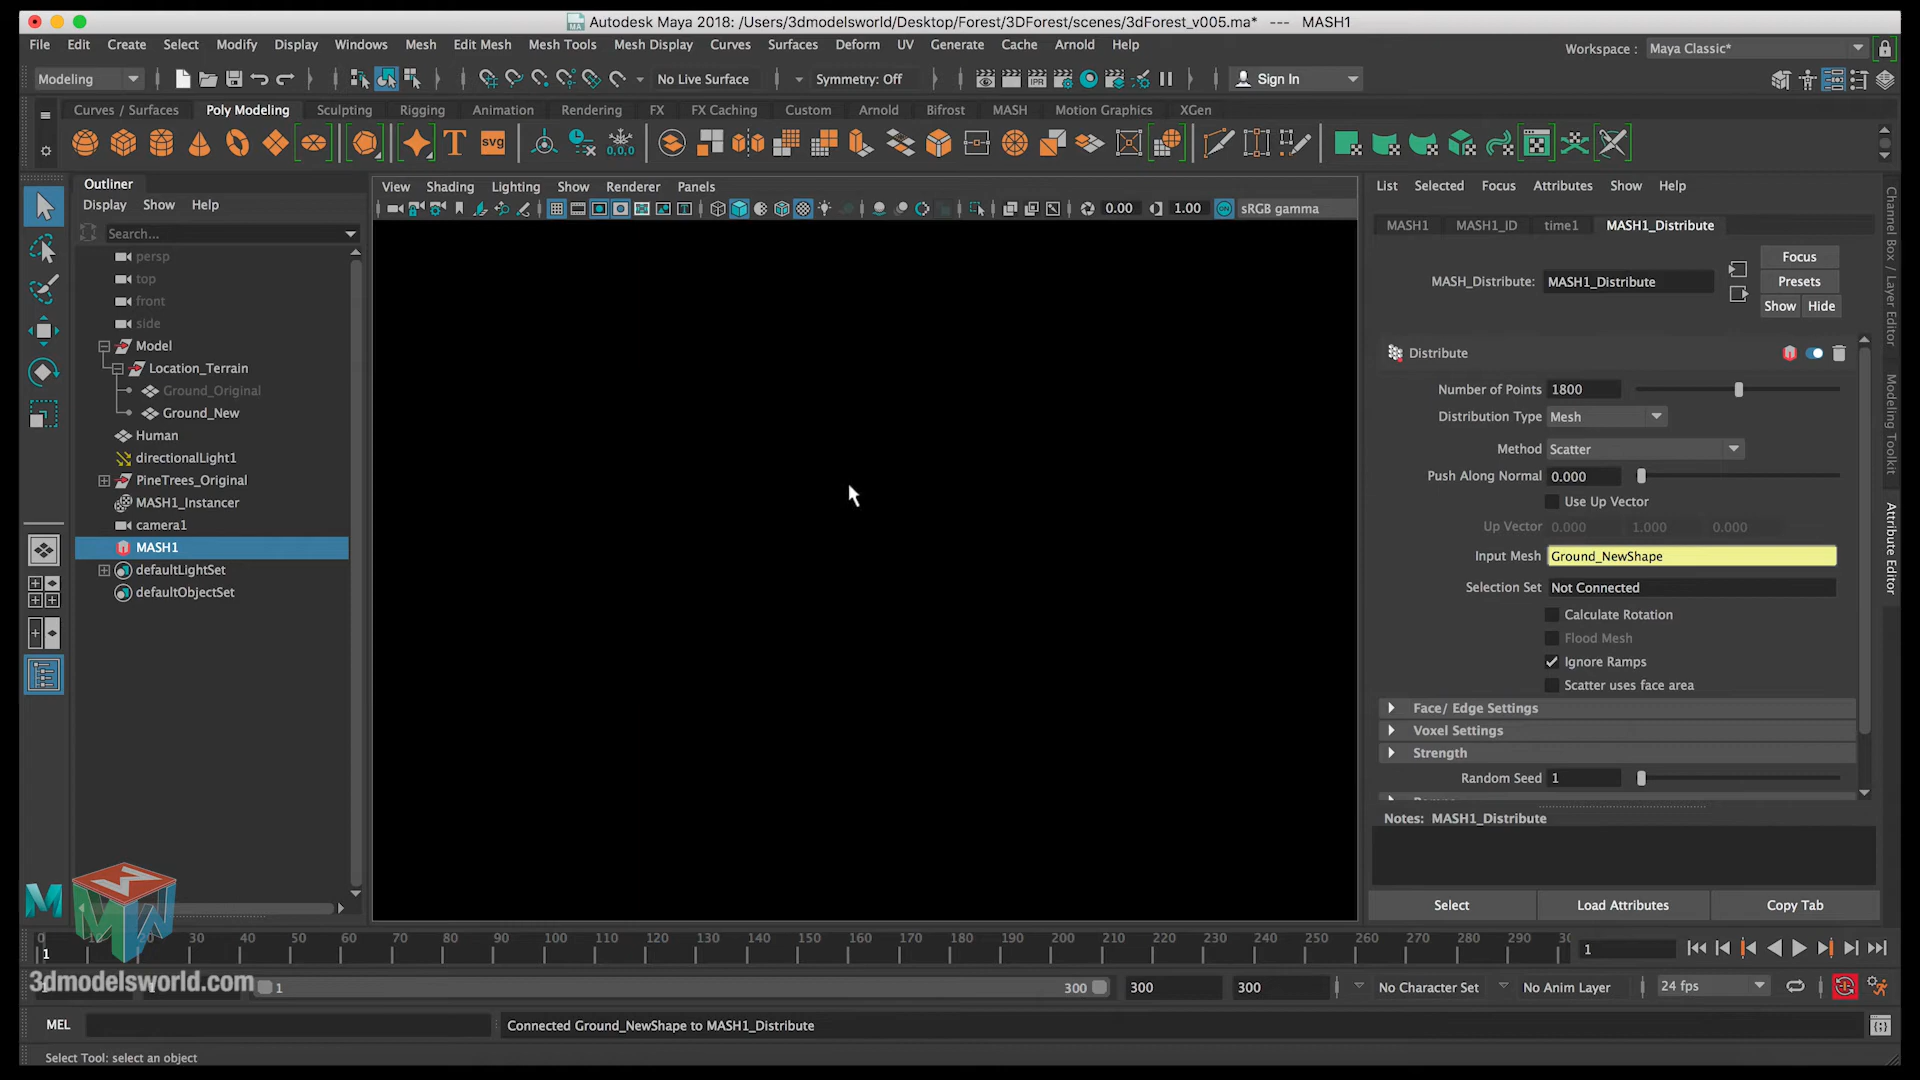 Autodesk Maya 2018: /Users/3dmodelsworld/Desktop/Forest/3DForest/scenes/3dForest_v005.ma* --- MASH1
File Edit Create Select Modify Display Windows Mesh Edit Mesh Mesh Tools Mesh Display Curves Surfaces Deform UV Generate Cache Arnold Help
Workspace : Maya Classic*
Modeling No Live Surface Symmetry: Off Sign In
Curves / Surfaces Poly Modeling Sculpting Rigging Animation Rendering FX FX Caching Custom Arnold Bifrost MASH Motion Graphics XGen
T svg 0,0,0
Outliner
Display Show Help
Search...
persp
top
front
side
Model
Location_Terrain
Ground_Original
Ground_New
Human
directionalLight1
PineTrees_Original
MASH1_Instancer
camera1
MASH1
defaultLightSet
defaultObjectSet
View Shading Lighting Show Renderer Panels
IPR
0.00 1.00 ON sRGB gamma
List Selected Focus Attributes Show Help
MASH1 MASH1_ID time1 MASH1_Distribute
MASH_Distribute: MASH1_Distribute
Focus
Presets
Show Hide
Distribute
Number of Points 1800
Distribution Type Mesh
Method Scatter
Push Along Normal 0.000
Use Up Vector
Up Vector 0.000 1.000 0.000
Input Mesh Ground_NewShape
Selection Set Not Connected
Calculate Rotation
Flood Mesh
Ignore Ramps
Scatter uses face area
Face/ Edge Settings
Voxel Settings
Strength
Random Seed 1
Notes: MASH1_Distribute
Select Load Attributes Copy Tab
Channel Box / Layer Editor
Modeling Toolkit
Attribute Editor
M
MW
0 10 20 30 40 50 60 70 80 90 100 110 120 130 140 150 160 170 180 190 200 210 220 230 240 250 260 270 280 290 30
1
1
3dmodelsworld.com
1 300 300 300 No Character Set No Anim Layer 24 fps
MEL Connected Ground_NewShape to MASH1_Distribute
Select Tool: select an object